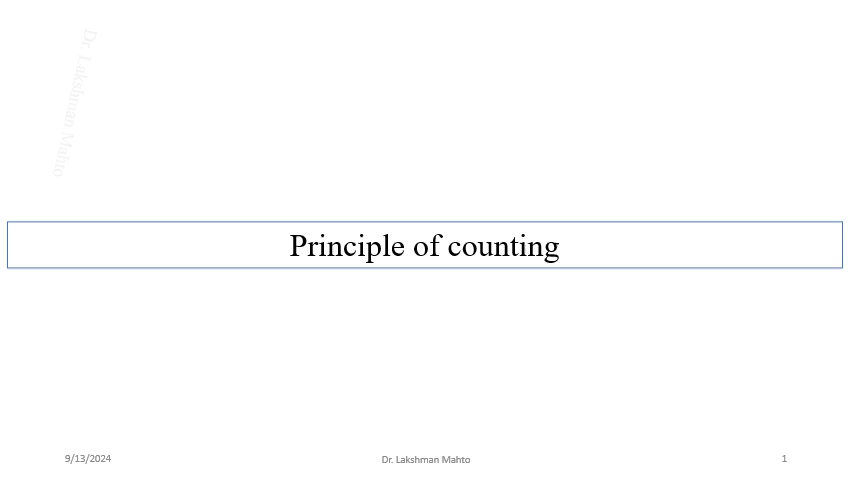 Dr. Lakshman Mahto
Principle of counting
9/13/2024
Dr. Lakshman Mahto
1